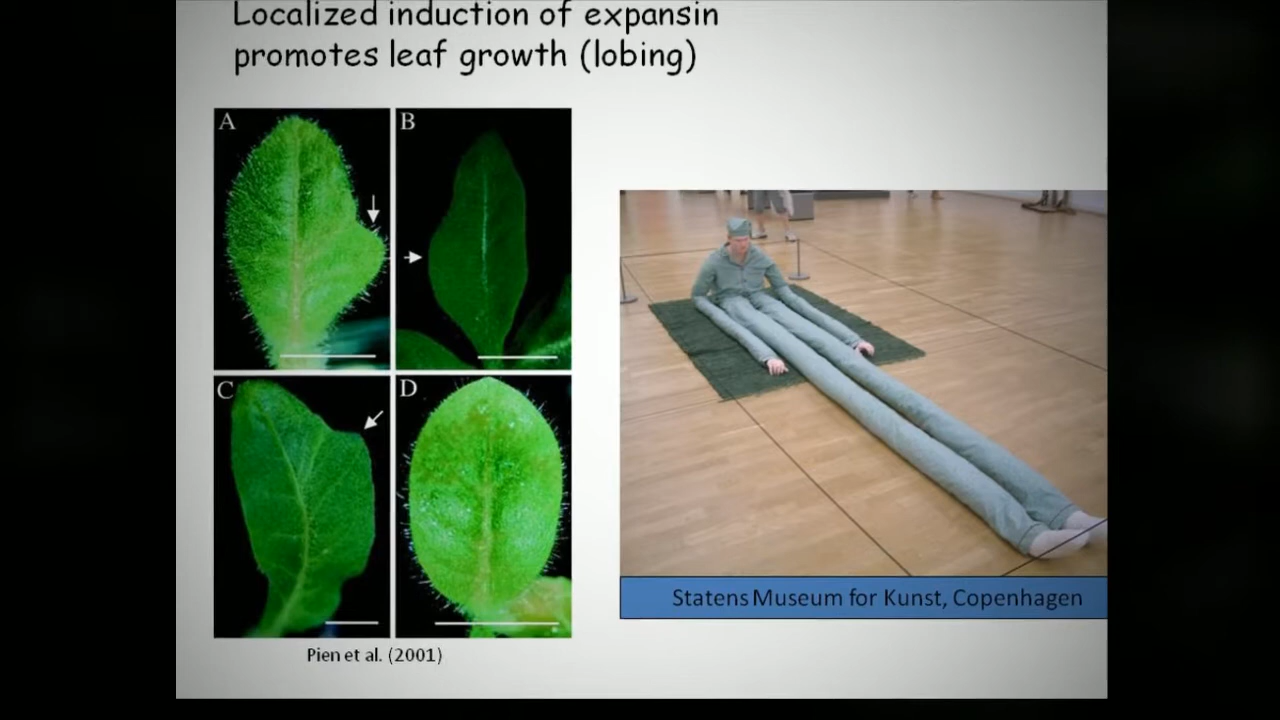 Localized induction of expansin
promotes leaf growth (lobing)
A
B
C
D
Statens Museum for Kunst, Copenhagen
Pien et al. (2001)